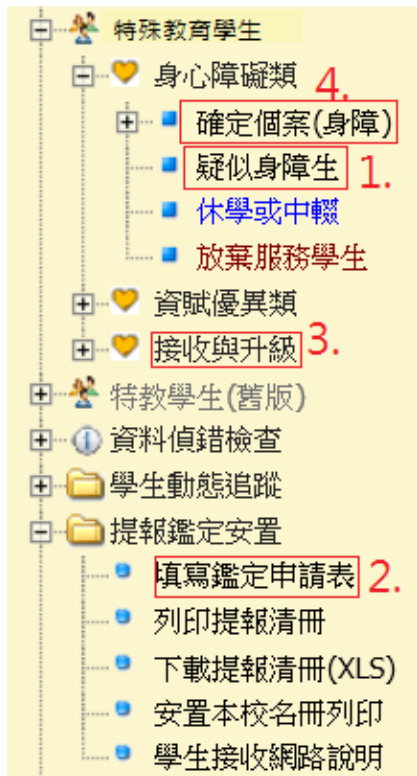 特殊教育學生
身心障礙類 4.
確定個案(身障)
疑似身障生 1.
休學或中輟
放棄服務學生
資賦優異類
接收與升級 3.
特教學生(舊版)
資料偵錯檢查
學生動態追蹤
提報鑑定安置
填寫鑑定申請表 2.
列印提報清冊
下載提報清冊(XLS)
安置本校名冊列印
學生接收網路說明